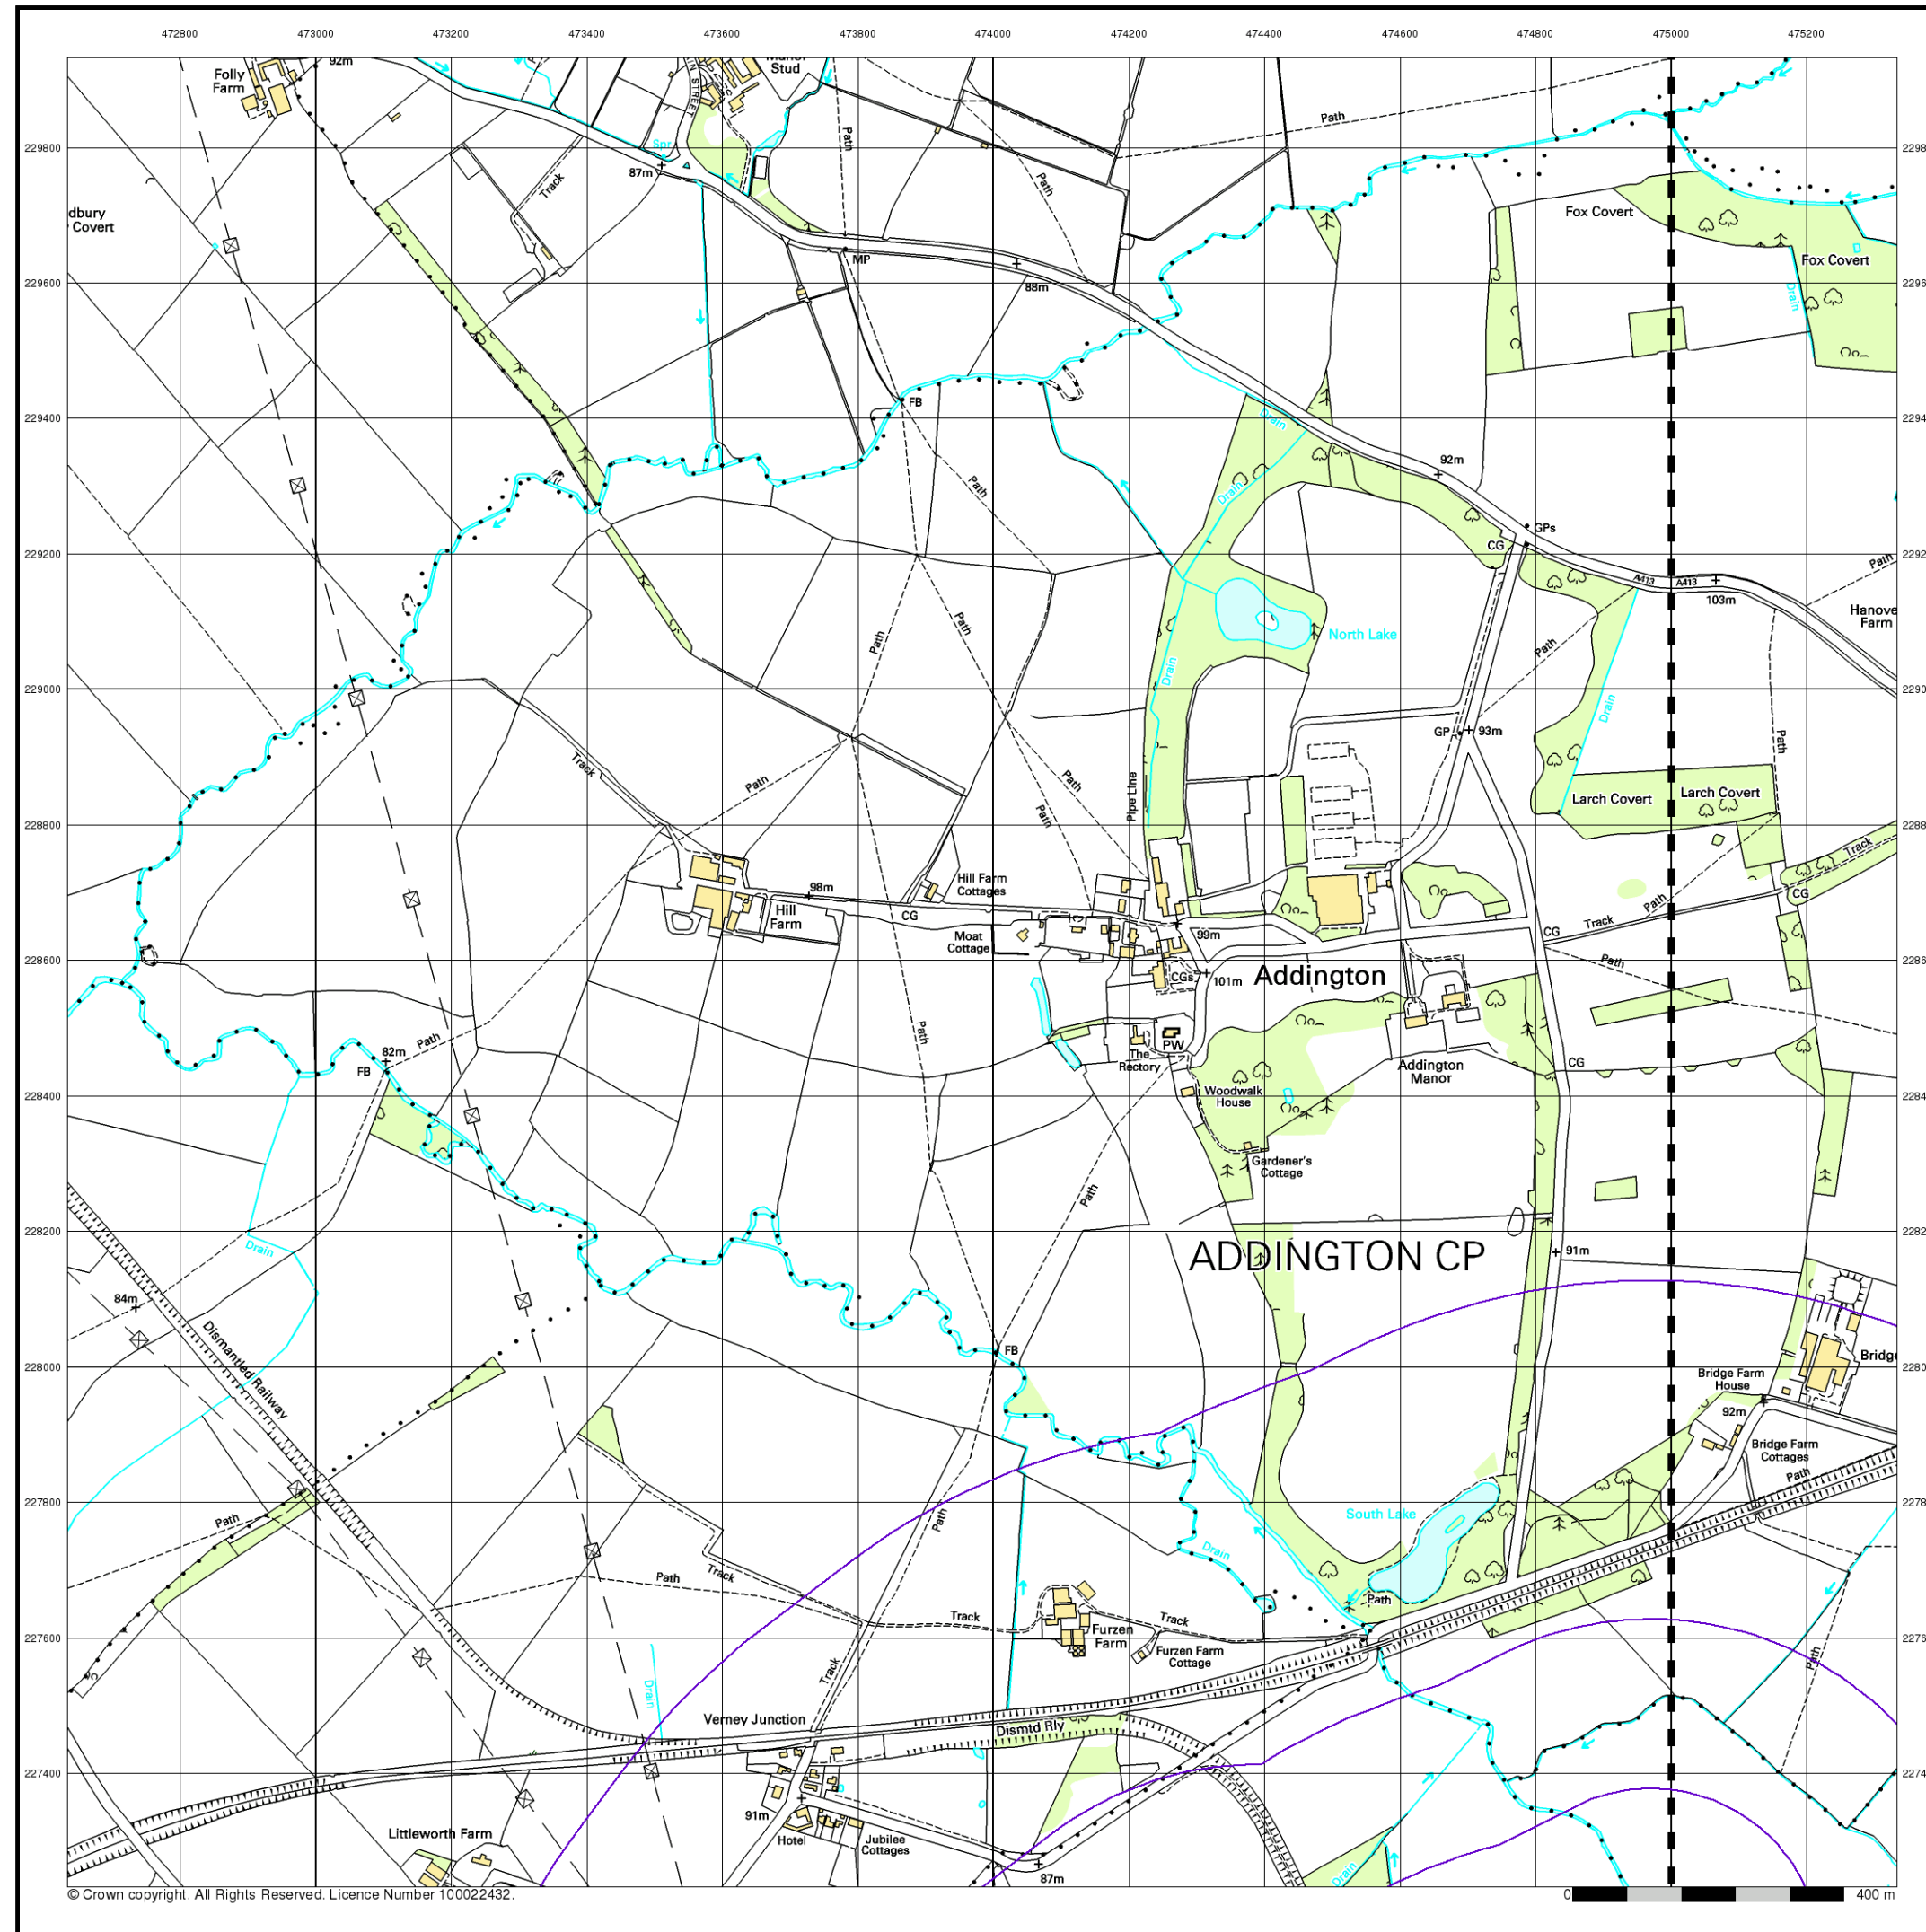 472800 473000 473200 473400 473600 473800 474000 474200 474400 474600 474800 475000 475200
92m
Folly
Farm
Stud
STREET
Path
Path
229800
Spr
87m
Track
Path
dbury
Covert
Fox Covert
D
MP
Fox Covert
229600
88m
Drain
FB
Drain
229400
92m
Path
Drain
GPs
CG
229200
A413
A413
103m
Path
Hanove
Farm
Path
Path
North Lake
Path
Drain
229000
Drain
GP
93m
Path
Track
Path
Path
Pipe Line
Path
Larch Covert
Larch Covert
228800
Track
98m
Hill Farm
Cottages
CG
Hill
Farm
CG
Path
Track
Moat
Cottage
99m
CG
228600
CGs
101m
Addington
Path
Path
Path
82m
FB
PW
The
Rectory
Addington
Manor
CG
Woodwalk
House
228400
Gardener's
Cottage
Path
228200
Drain
ADDINGTON CP
91m
84m
Dismantled Railway
FB
228000
Bridge Farm
House
92m
Bridge Farm
Cottages
Path
227800
Path
Path
South Lake
Drain
Path
Track
Path
Track
Track
Furzen
Farm
Furzen Farm
Cottage
227600
Track
Path
Drain
Verney Junction
Dismtd Rly
227400
91m
Hotel
Jubilee
Cottages
Littleworth Farm
87m
Drain
© Crown copyright. All Rights Reserved. Licence Number 100022432.
0 400 m